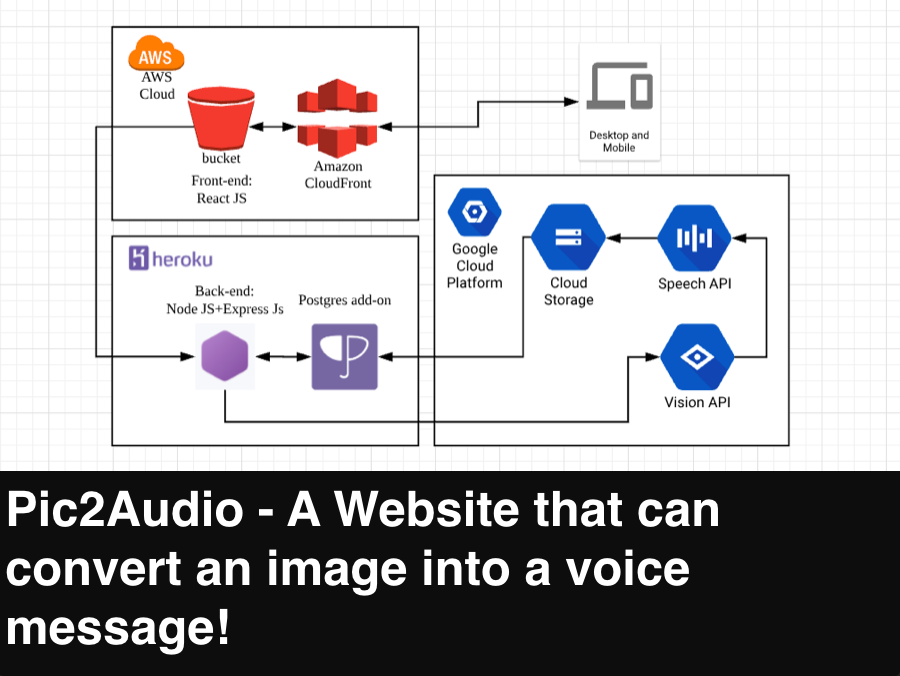 AWS
AWS
Cloud
bucket
Front-end:
React JS
Amazon
CloudFront
Desktop and
Mobile
Google
Cloud
Platform
Cloud
Storage
Speech API
Vision API
heroku
Back-end:
Node JS+Express Js
Postgres add-on
Pic2Audio - A Website that can
convert an image into a voice
message!